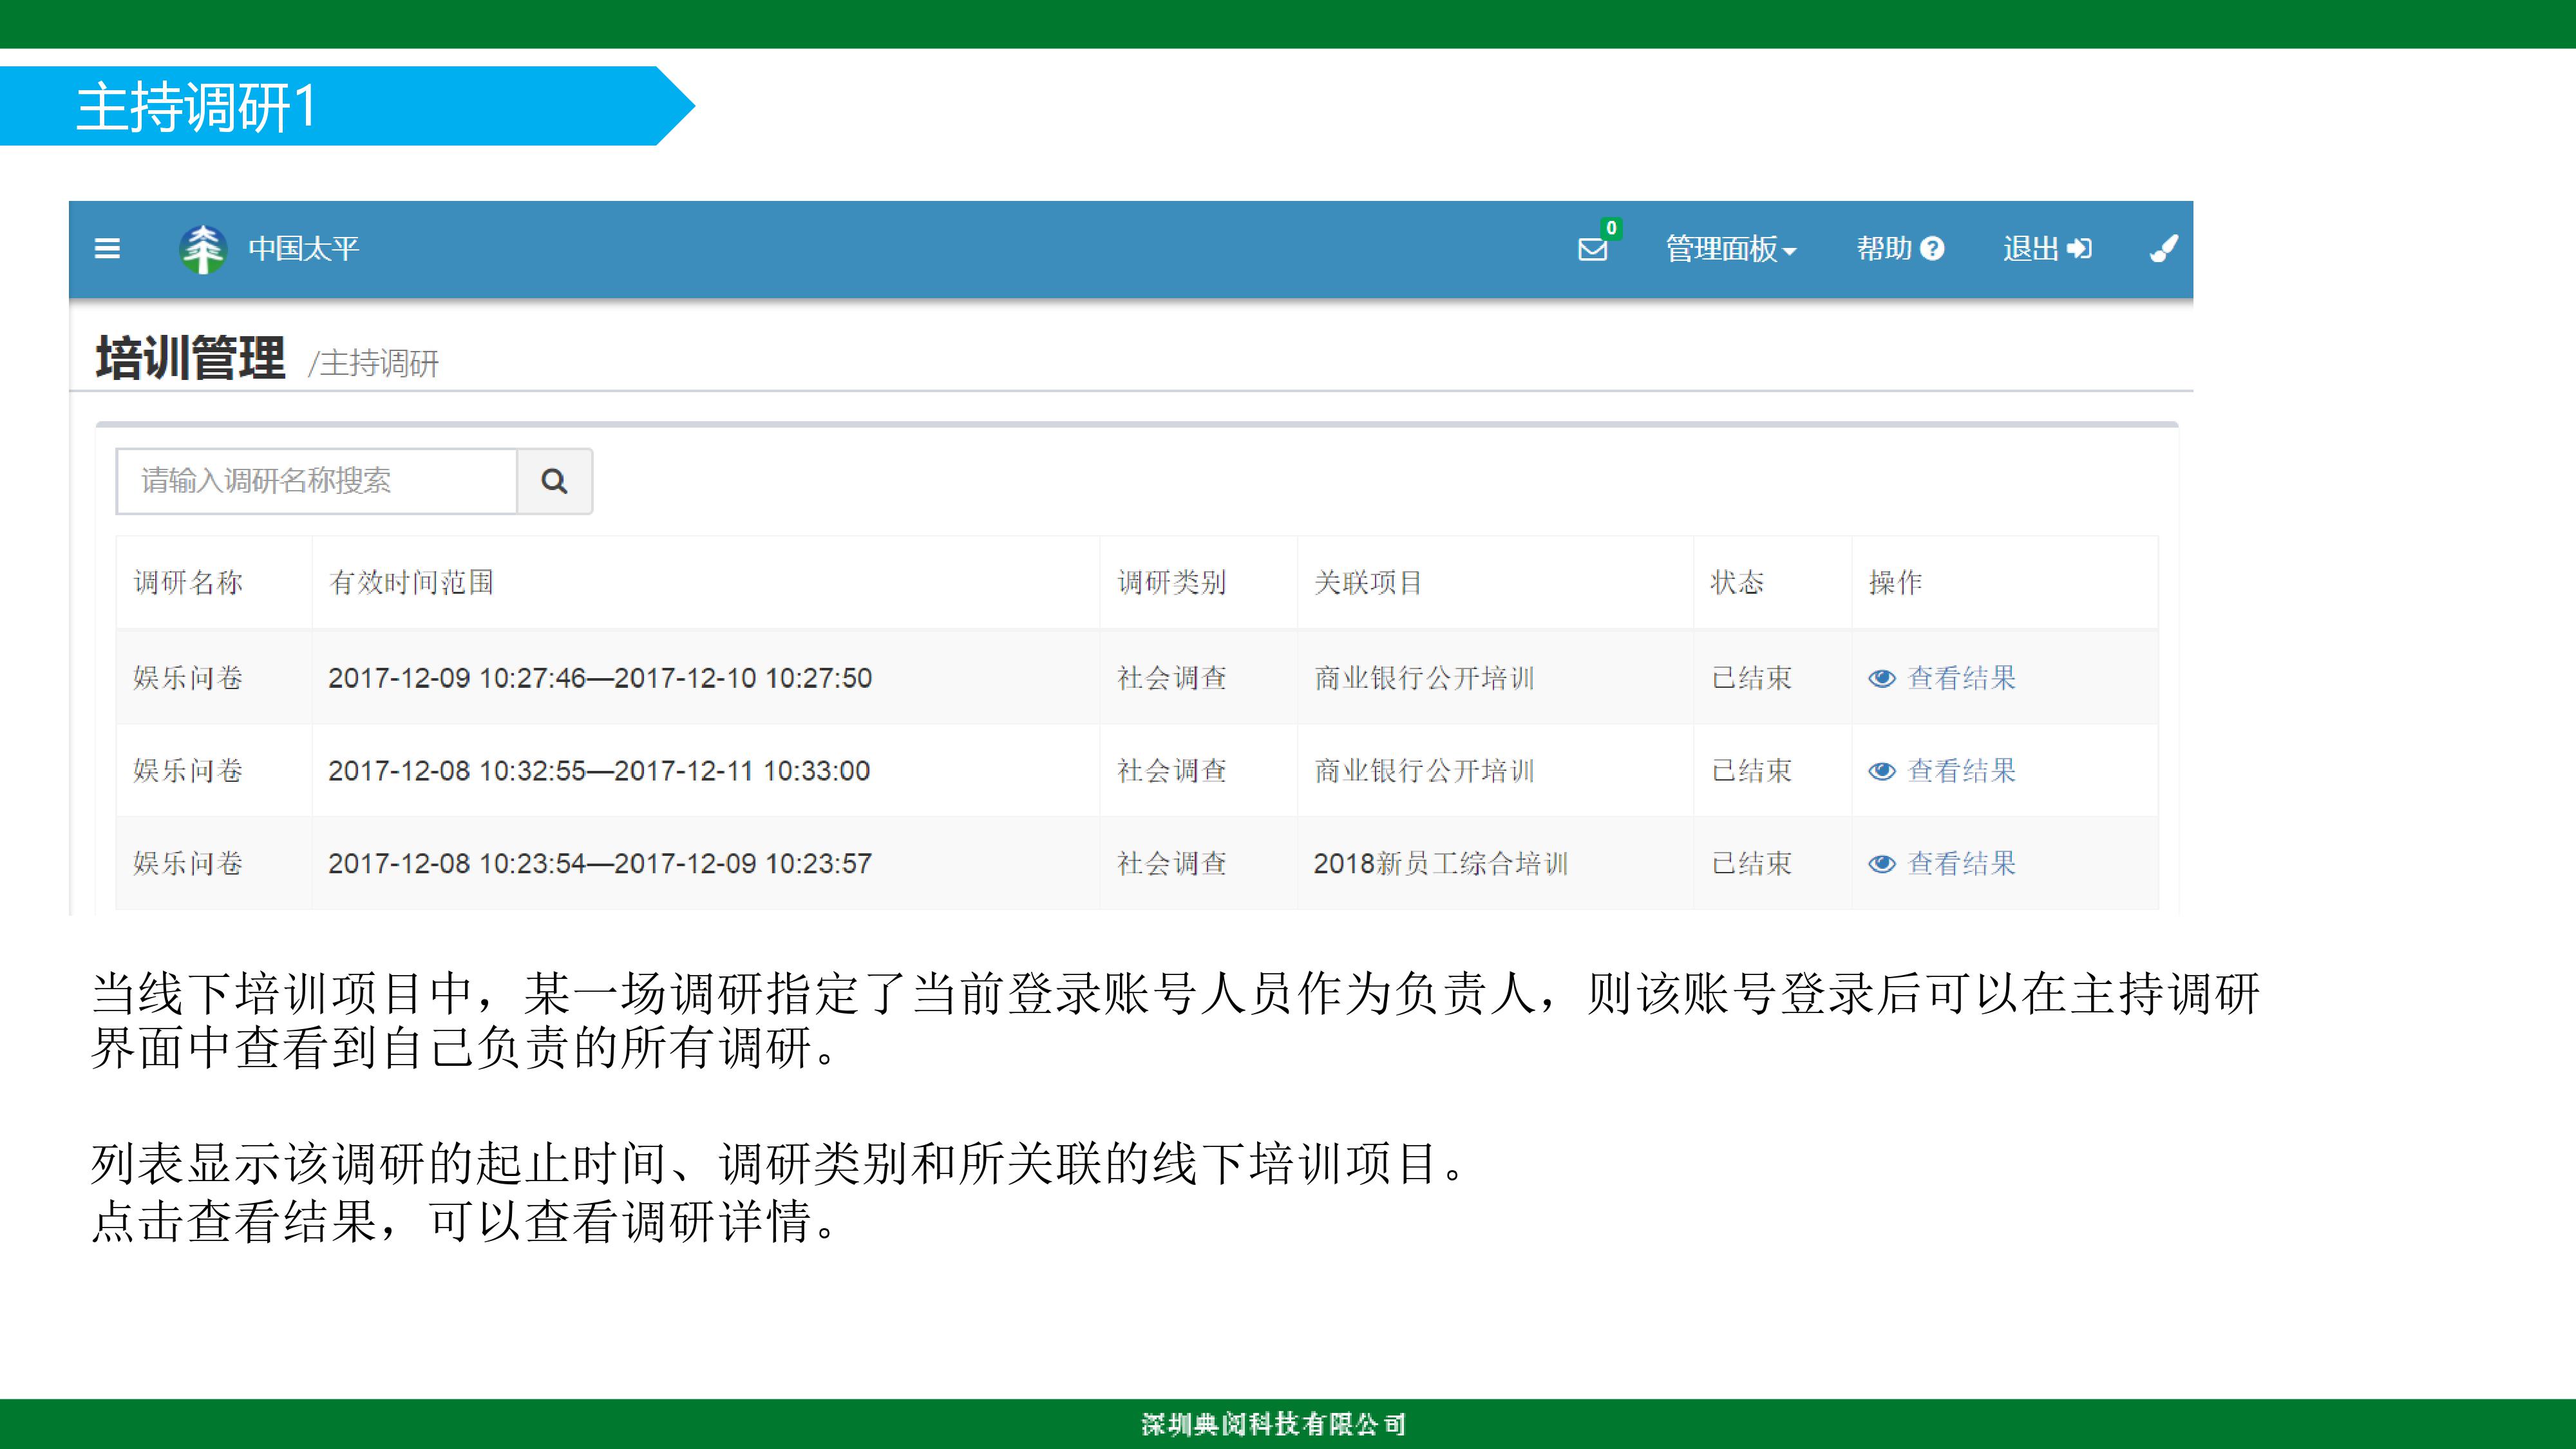 主持调研1
中国太平
0
管理面板
帮助
退出
培训管理 /主持调研
请输入调研名称搜索
调研名称 有效时间范围 调研类别 关联项目 状态 操作
娱乐问卷 2017-12-09 10:27:46—2017-12-10 10:27:50 社会调查 商业银行公开培训 已结束 查看结果
娱乐问卷 2017-12-08 10:32:55—2017-12-11 10:33:00 社会调查 商业银行公开培训 已结束 查看结果
娱乐问卷 2017-12-08 10:23:54—2017-12-09 10:23:57 社会调查 2018新员工综合培训 已结束 查看结果
当线下培训项目中，某一场调研指定了当前登录账号人员作为负责人，则该账号登录后可以在主持调研
界面中查看到自己负责的所有调研。
列表显示该调研的起止时间、调研类别和所关联的线下培训项目。
点击查看结果，可以查看调研详情。
深圳典阅科技有限公司